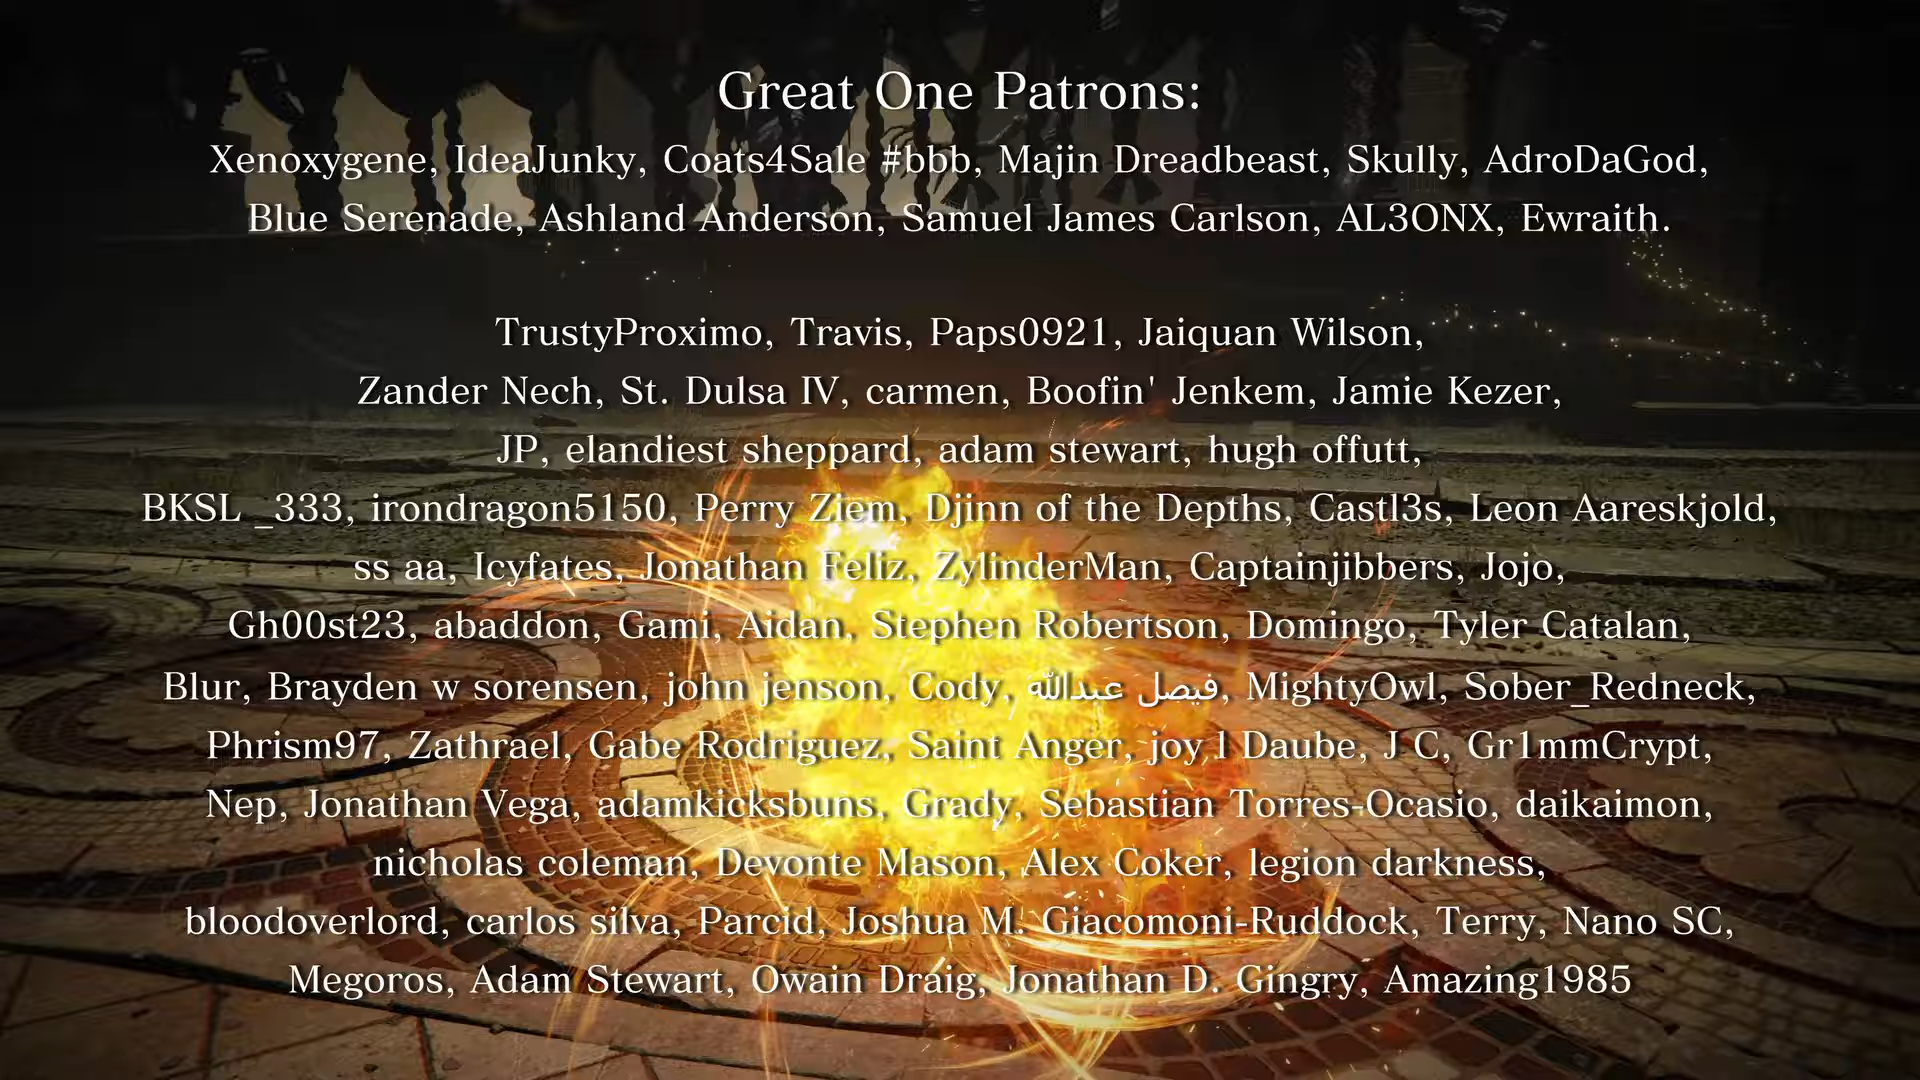 Great One Patrons:
Xenoxygene, IdeaJunky, Coats4Sale #bbb, Majin Dreadbeast, Skully, AdroDaGod,
Blue Serenade, Ashland Anderson, Samuel James Carlson, AL3ONX, Ewraith.
TrustyProximo, Travis, Paps0921, Jaiquan Wilson,
Zander Nech, St. Dulsa IV, carmen, Boofin' Jenkem, Jamie Kezer,
JP, elandiest sheppard, adam stewart, hugh offutt,
BKSL _333, irondragon5150, Perry Ziem, Djinn of the Depths, Castl3s, Leon Aareskjold,
ss aa, Icyfates, Jonathan Feliz, ZylinderMan, Captainjibbers, Jojo,
Gh00st23, abaddon, Gami, Aidan, Stephen Robertson, Domingo, Tyler Catalan,
Blur, Brayden w sorensen, john jenson, Cody, فيصل عبدالله, MightyOwl, Sober_Redneck,
Phrism97, Zathrael, Gabe Rodriguez, Saint Anger, joy l Daube, J C, Gr1mmCrypt,
Nep, Jonathan Vega, adamkicksbuns, Grady, Sebastian Torres-Ocasio, daikaimon,
nicholas coleman, Devonte Mason, Alex Coker, legion darkness,
bloodoverlord, carlos silva, Parcid, Joshua M. Giacomoni-Ruddock, Terry, Nano SC,
Megoros, Adam Stewart, Owain Draig, Jonathan D. Gingry, Amazing1985